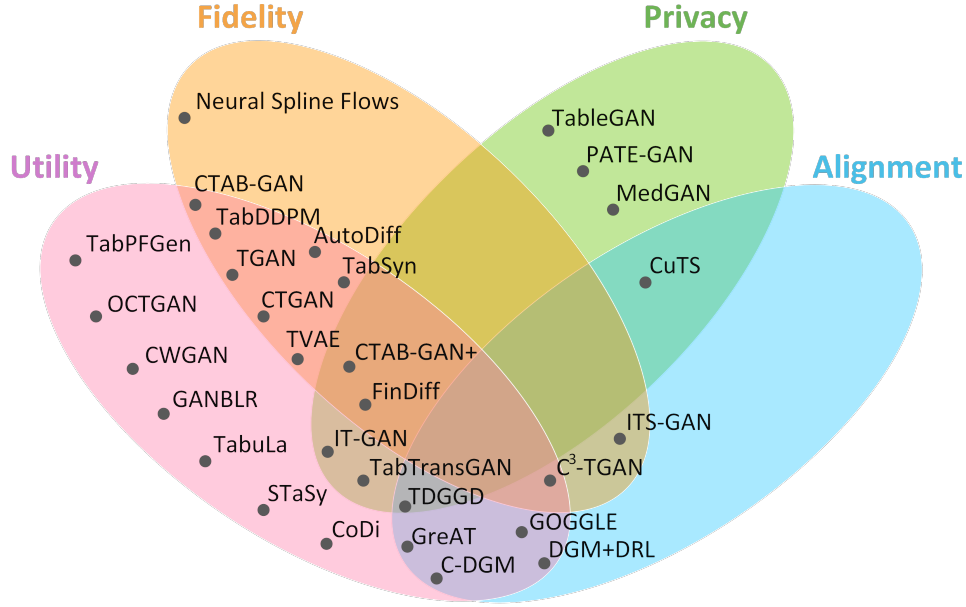 Fidelity
Privacy
Neural Spline Flows
TableGAN
PATE-GAN
Utility
Alignment
CTAB-GAN
MedGAN
TabDDPM
AutoDiff
TabPFGen
TGAN
TabSyn
CuTS
OCTGAN
CTGAN
TVAE
CWGAN
CTAB-GAN+
FinDiff
GANBLR
ITS-GAN
TabuLa
IT-GAN
TabTransGAN
C³-TGAN
STaSy
TDGGD
CoDi
GOGGLE
GreAT
DGM+DRL
C-DGM